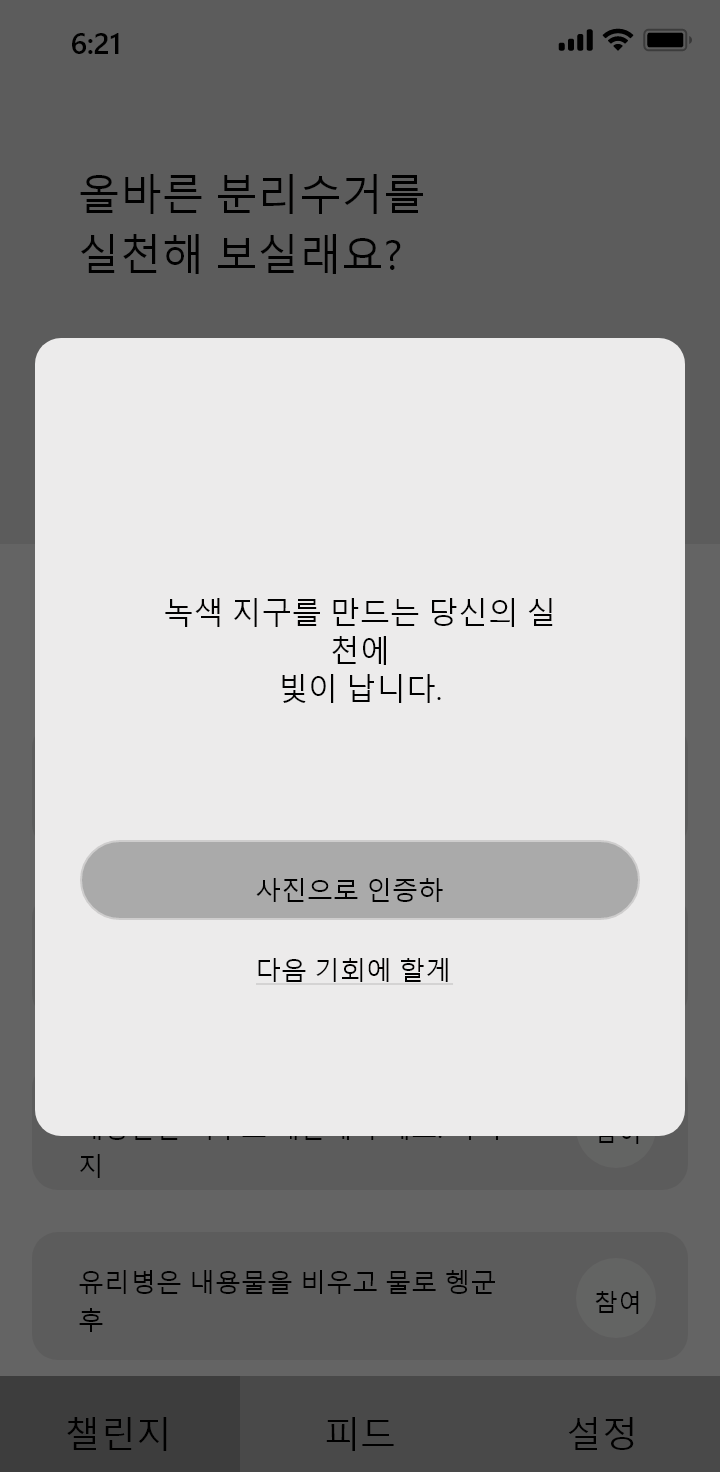 6:21
올바른 분리수거를
실천해 보실래요?
녹색 지구를 만드는 당신의 실
천에
빛이 납니다.
사진으로 인증하
다음 기회에 할게
지
유리병은 내용물을 비우고 물로 헹군
후
참여
챌린지
피드
설정